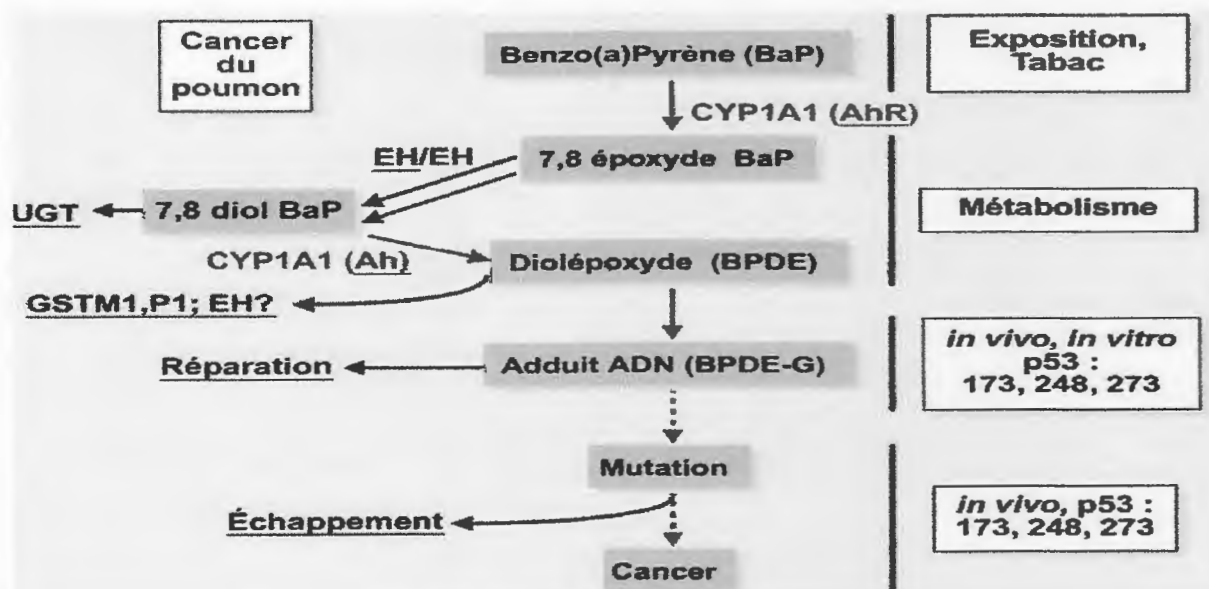 Cancer
du
poumon
Benzo(a)Pyrène (BaP)
Exposition,
Tabac
CYP1A1 (AhR)
EH/EH
7,8 époxyde BaP
UGT
7,8 diol BaP
Métabolisme
CYP1A1 (Ah)
Diolépoxyde (BPDE)
GSTM1,P1; EH?
Réparation
Adduit ADN (BPDE-G)
in vivo, in vitro
p53 :
173, 248, 273
Mutation
Échappement
in vivo, p53 :
173, 248, 273
Cancer